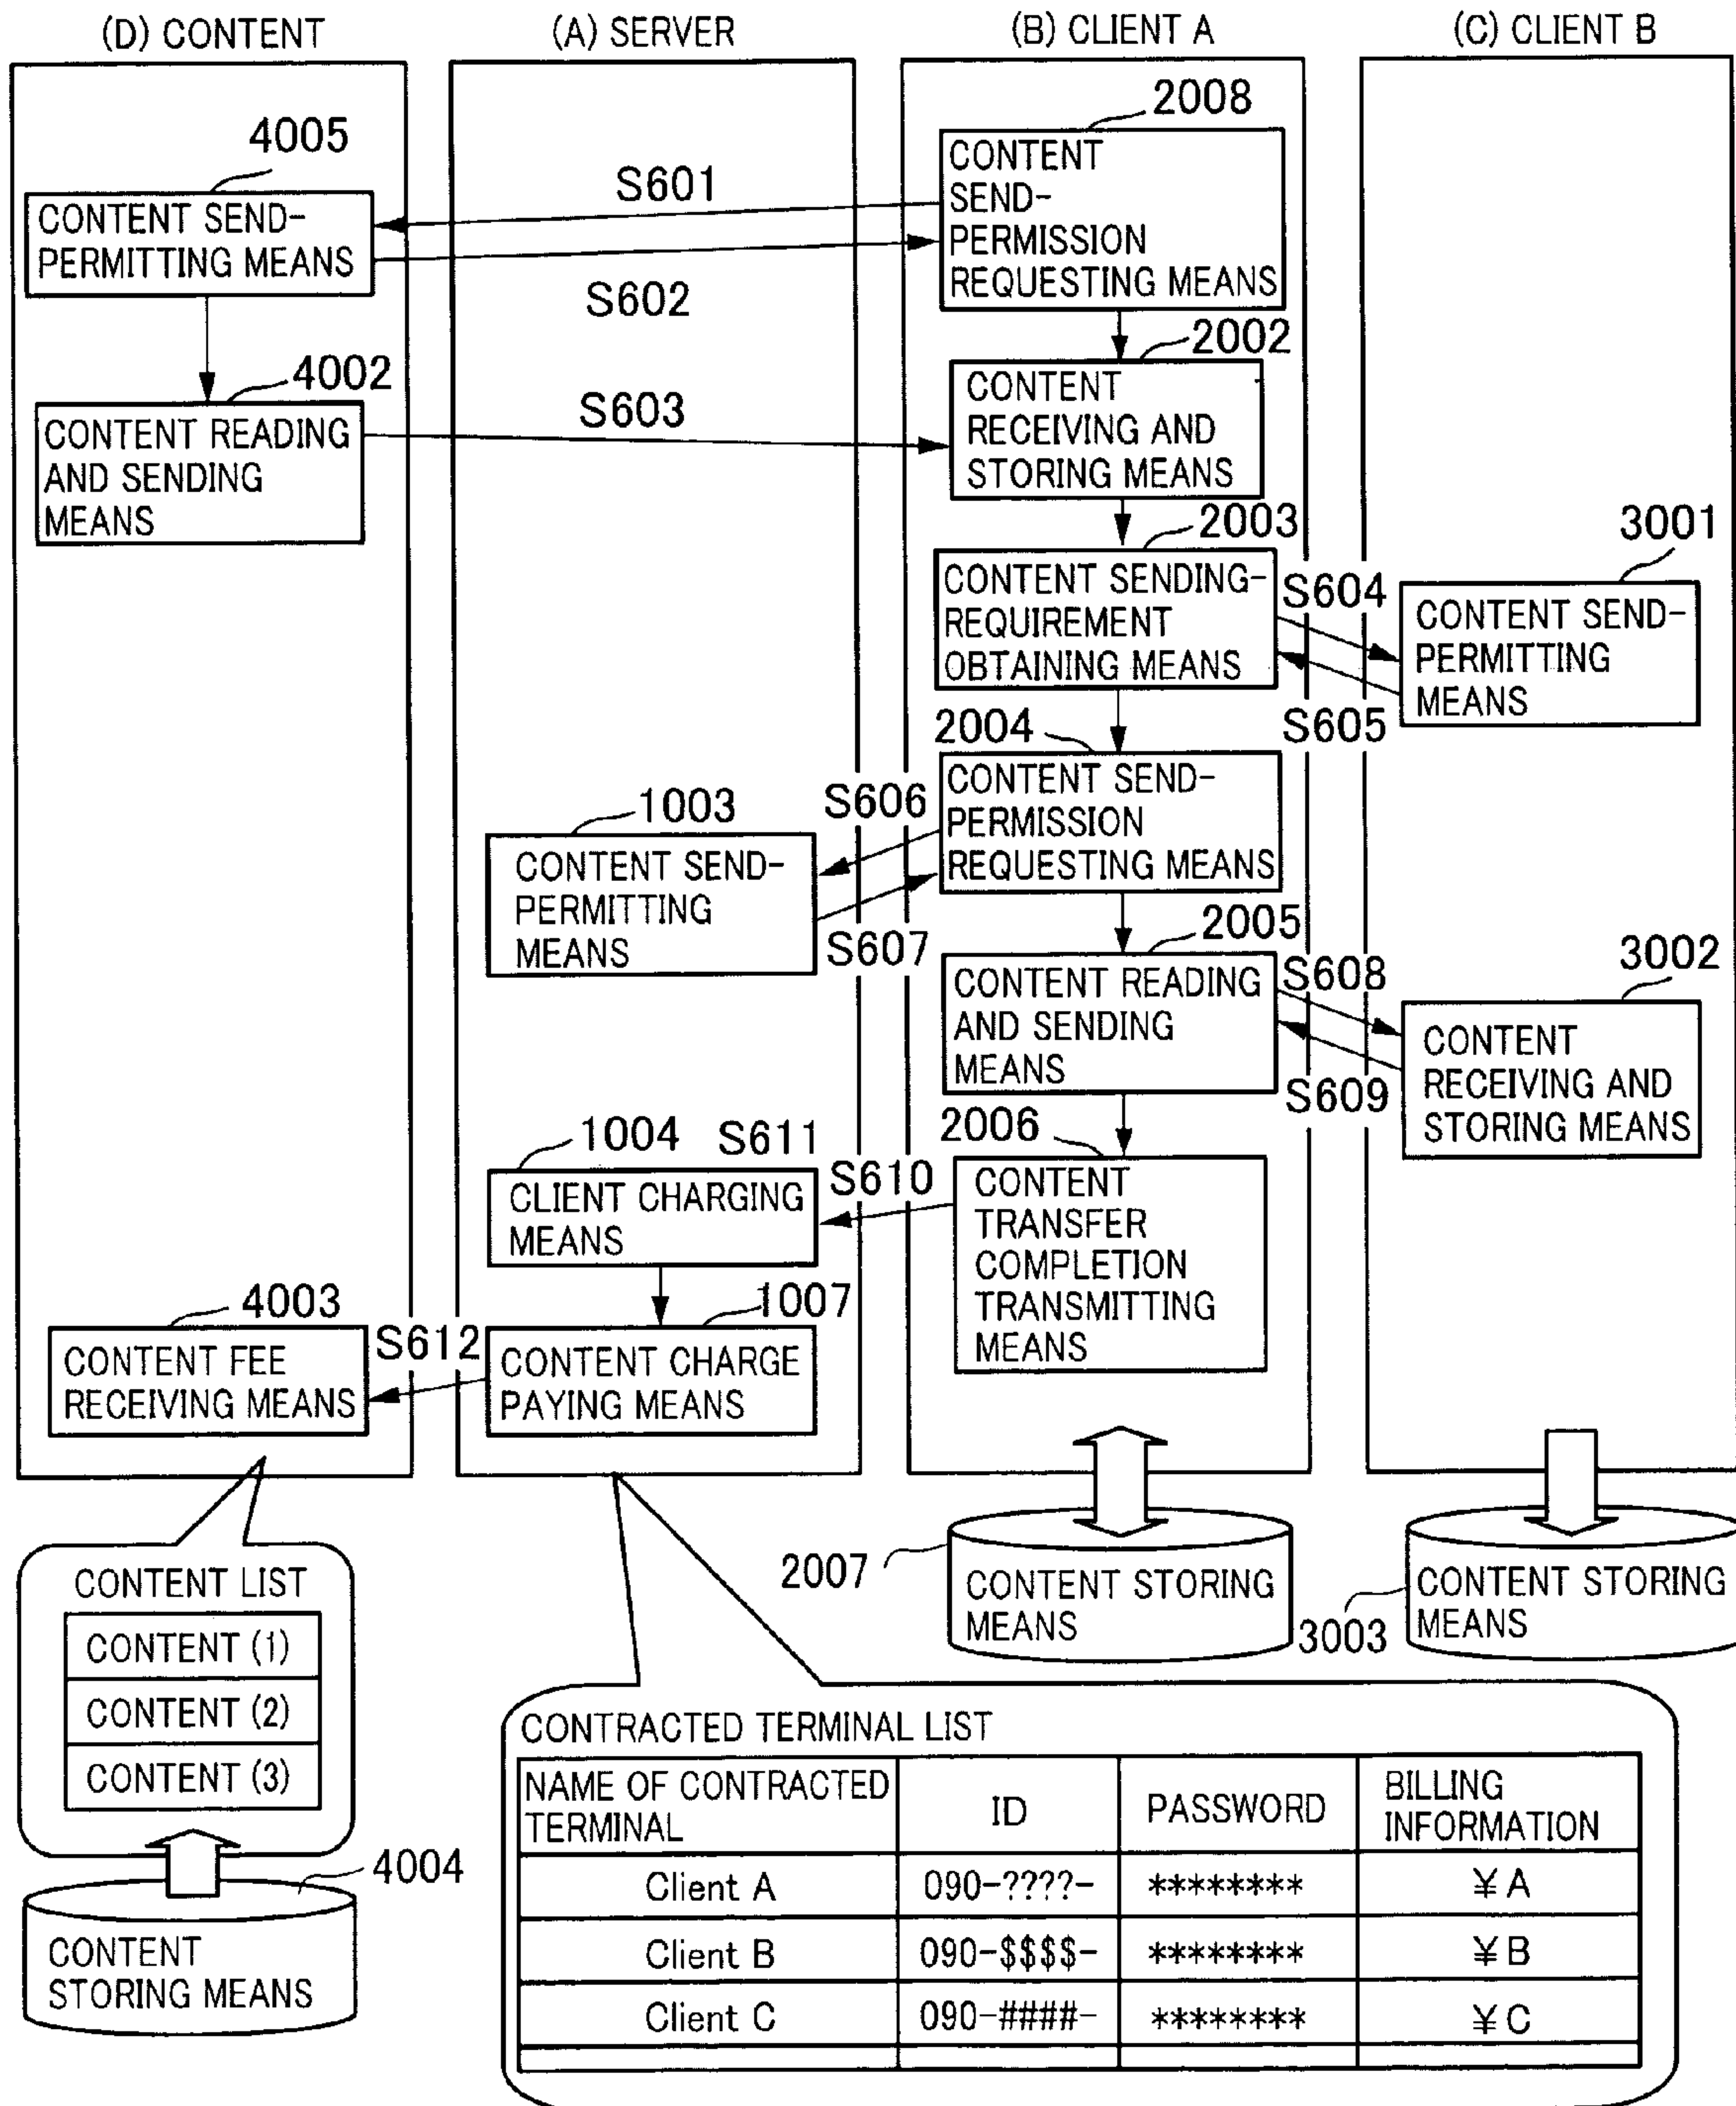 (D) CONTENT
(A) SERVER
(B) CLIENT A
(C) CLIENT B
4005
CONTENT SEND-
PERMITTING MEANS
S601
S602
2008
CONTENT
SEND-
PERMISSION
REQUESTING MEANS
4002
CONTENT READING
AND SENDING
MEANS
S603
2002
CONTENT
RECEIVING AND
STORING MEANS
2003
CONTENT SENDING-
REQUIREMENT
OBTAINING MEANS
S604
S605
3001
CONTENT SEND-
PERMITTING
MEANS
2004
CONTENT SEND-
PERMISSION
REQUESTING MEANS
1003
CONTENT SEND-
PERMITTING
MEANS
S606
S607
2005
CONTENT READING
AND SENDING
MEANS
S608
S609
3002
CONTENT
RECEIVING AND
STORING MEANS
2006
CONTENT
TRANSFER
COMPLETION
TRANSMITTING
MEANS
1004
S611
S610
CLIENT CHARGING
MEANS
1007
CONTENT CHARGE
PAYING MEANS
4003
S612
CONTENT FEE
RECEIVING MEANS
CONTENT LIST
CONTENT (1)
CONTENT (2)
CONTENT (3)
4004
CONTENT
STORING MEANS
2007
CONTENT STORING
MEANS
3003
CONTENT STORING
MEANS
CONTRACTED TERMINAL LIST
NAME OF CONTRACTED
TERMINAL
ID
PASSWORD
BILLING
INFORMATION
Client A 090-????- ******** ¥A
Client B 090-$$$$- ******** ¥B
Client C 090-####- ******** ¥C